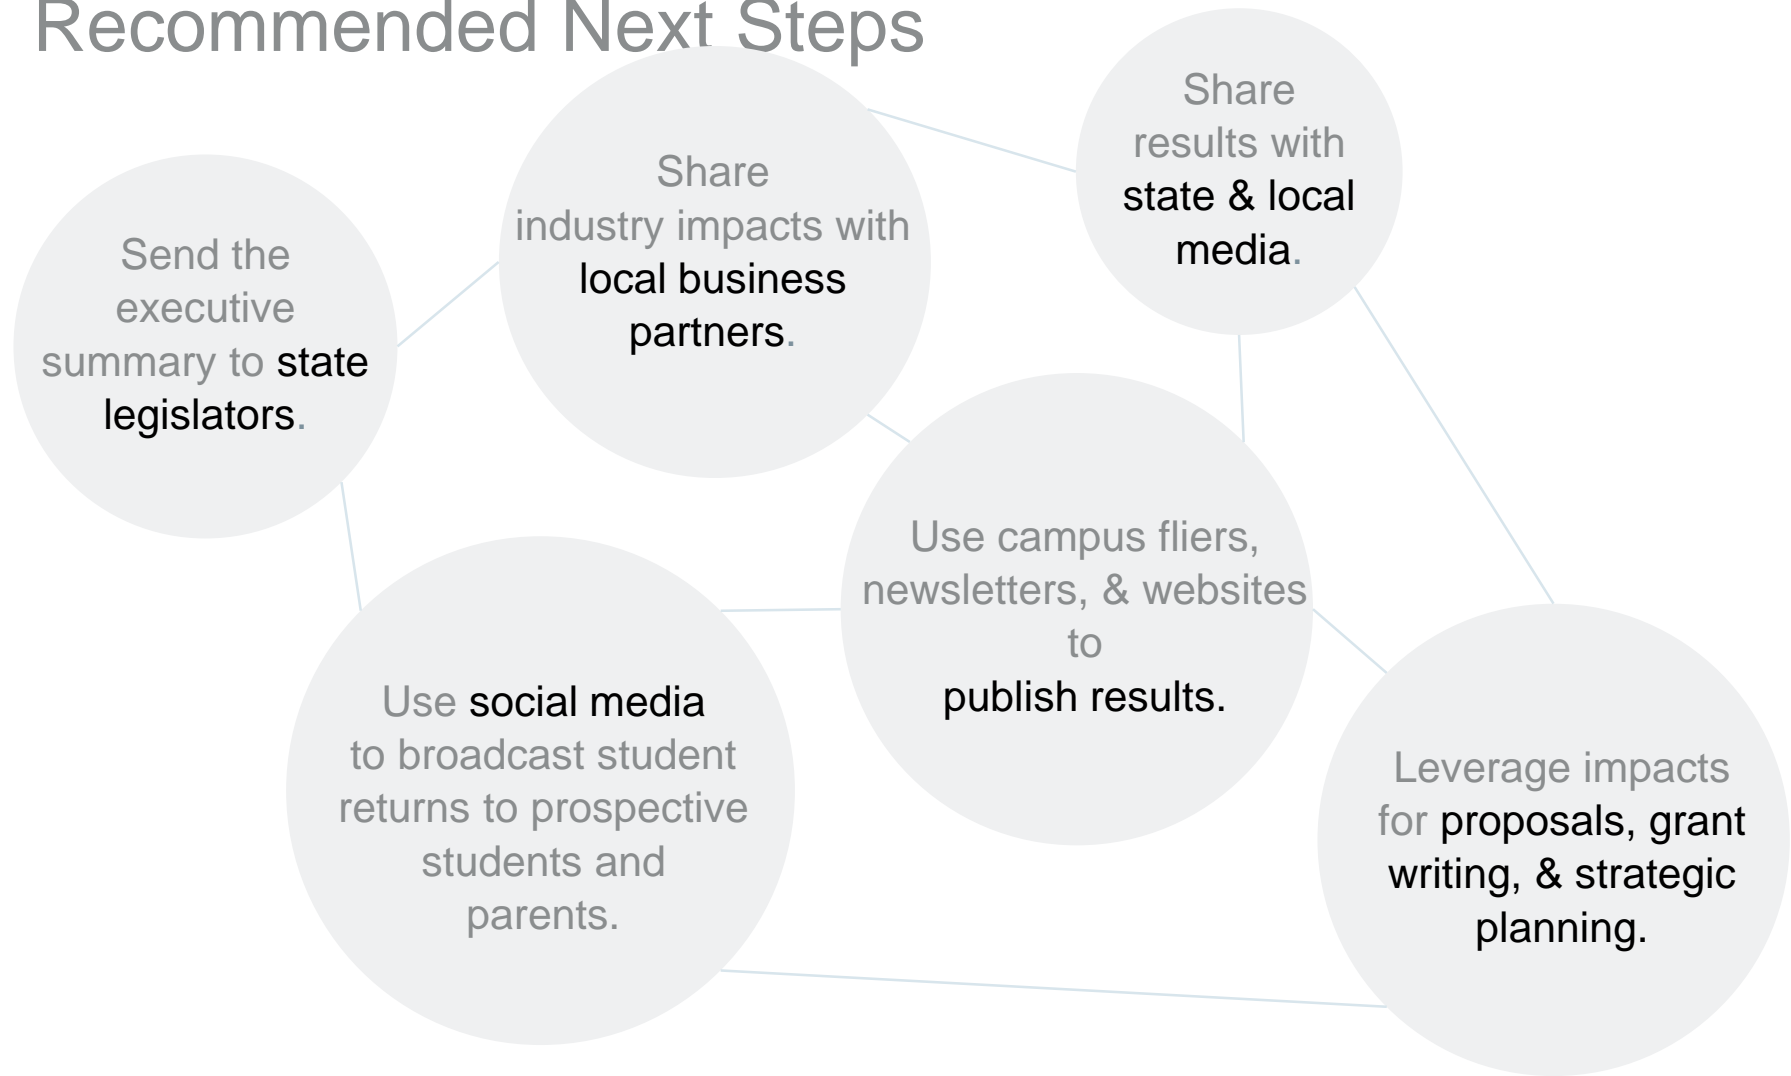 Recommended Next Steps
Send the
executive
summary to state
legislators.
Share
industry impacts with
local business
partners.
Share
results with
state & local
media.
Use social media
to broadcast student
returns to prospective
students and
parents.
Use campus fliers,
newsletters, & websites
to
publish results.
Leverage impacts
for proposals, grant
writing, & strategic
planning.